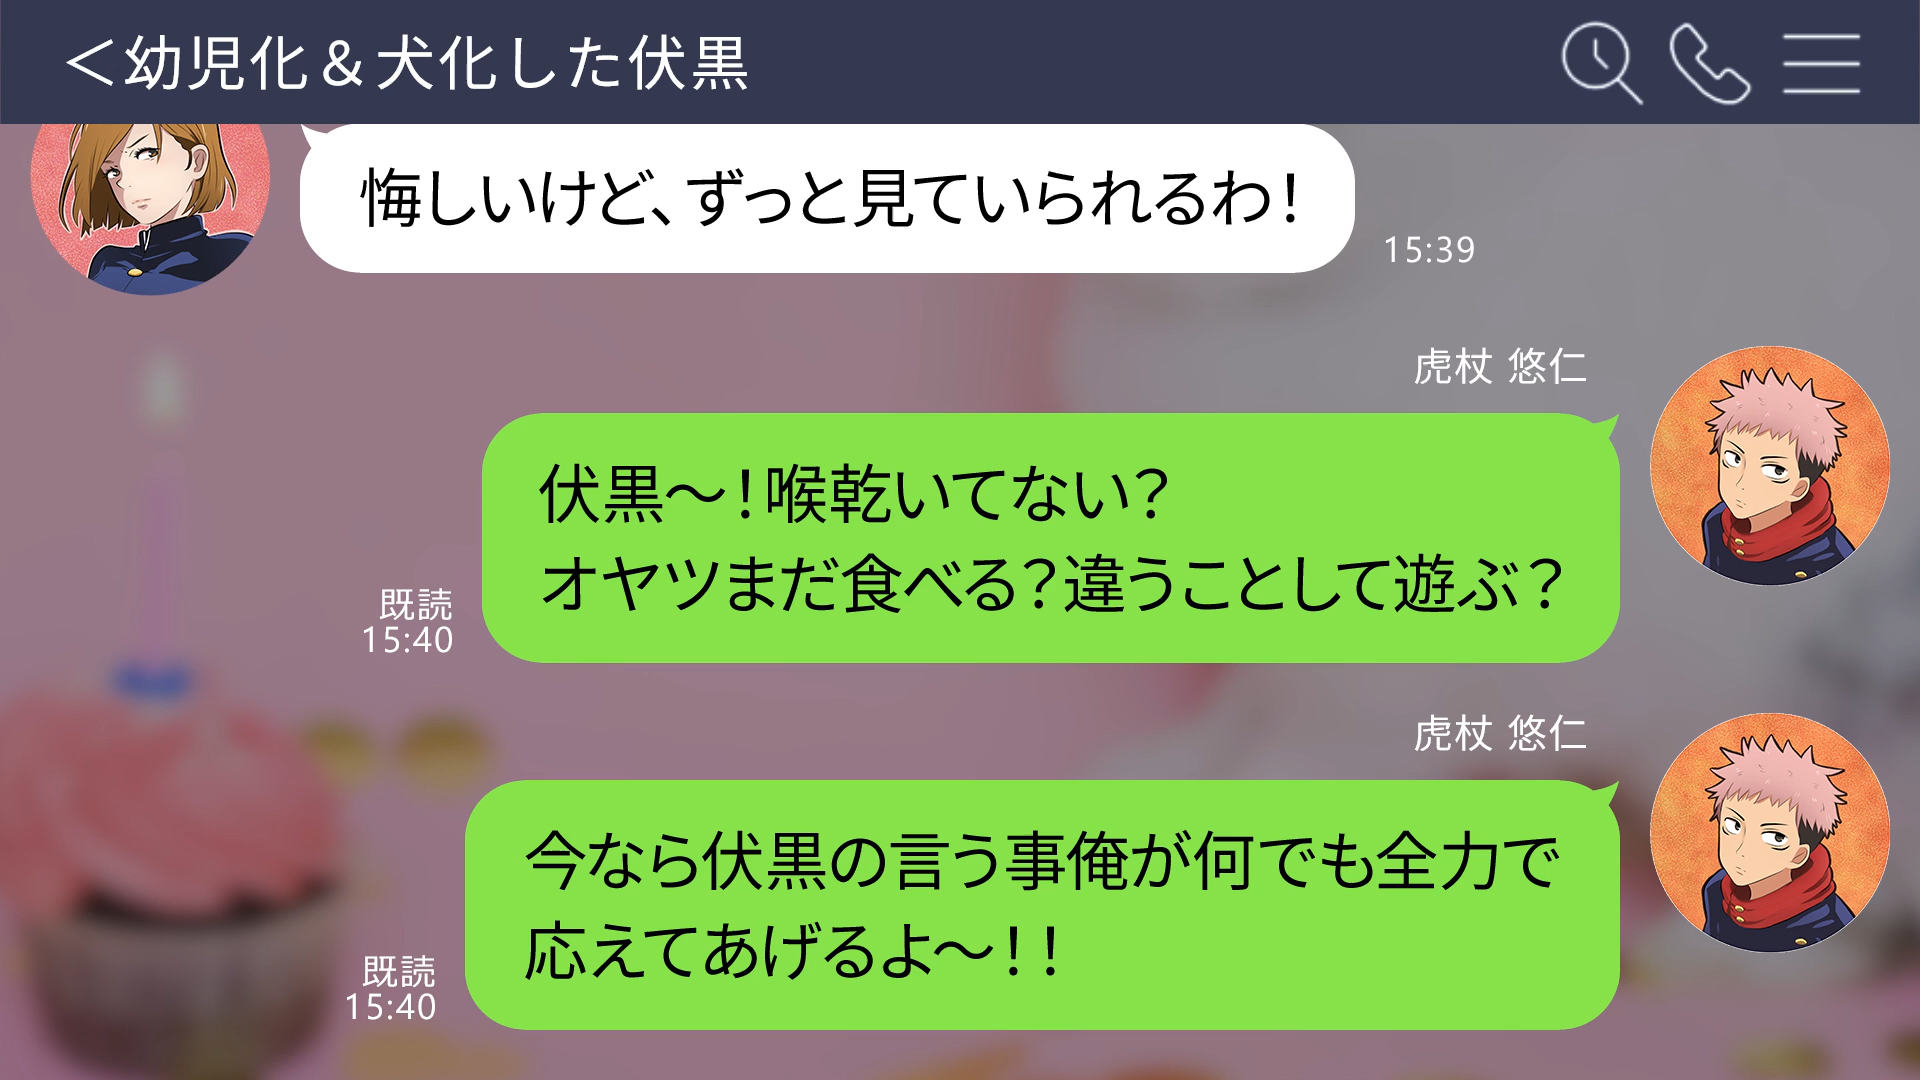 ＜幼児化＆犬化した伏黒
悔しいけど、ずっと見ていられるわ！
15:39
虎杖 悠仁
伏黒～！喉乾いてない？
オヤツまだ食べる？違うことして遊ぶ？
既読
15:40
虎杖 悠仁
今なら伏黒の言う事俺が何でも全力で
応えてあげるよ～！！
既読
15:40